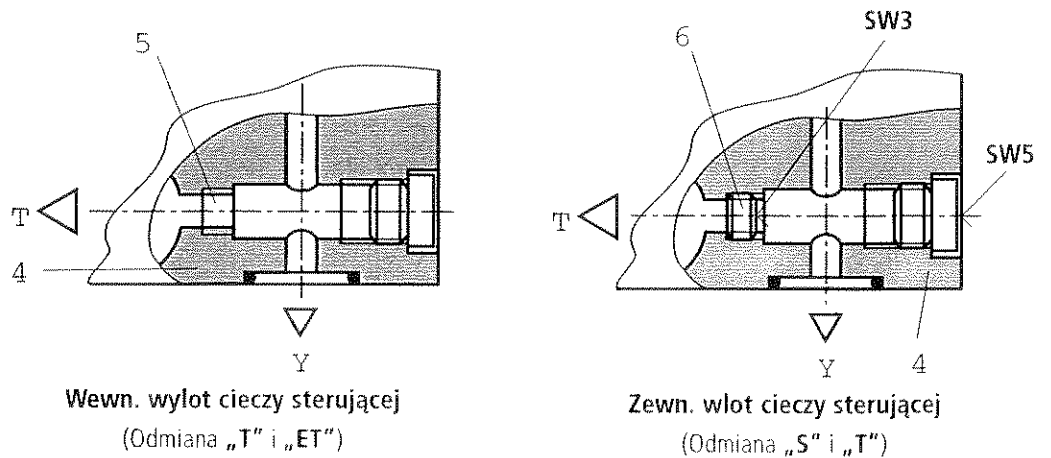 5
T
4
Y
Wewn. wylot cieczy sterującej
(Odmiana „T” i „ET”)
6
SW3
SW5
T
Y
4
Zewn. wlot cieczy sterującej
(Odmiana „S” i „T”)